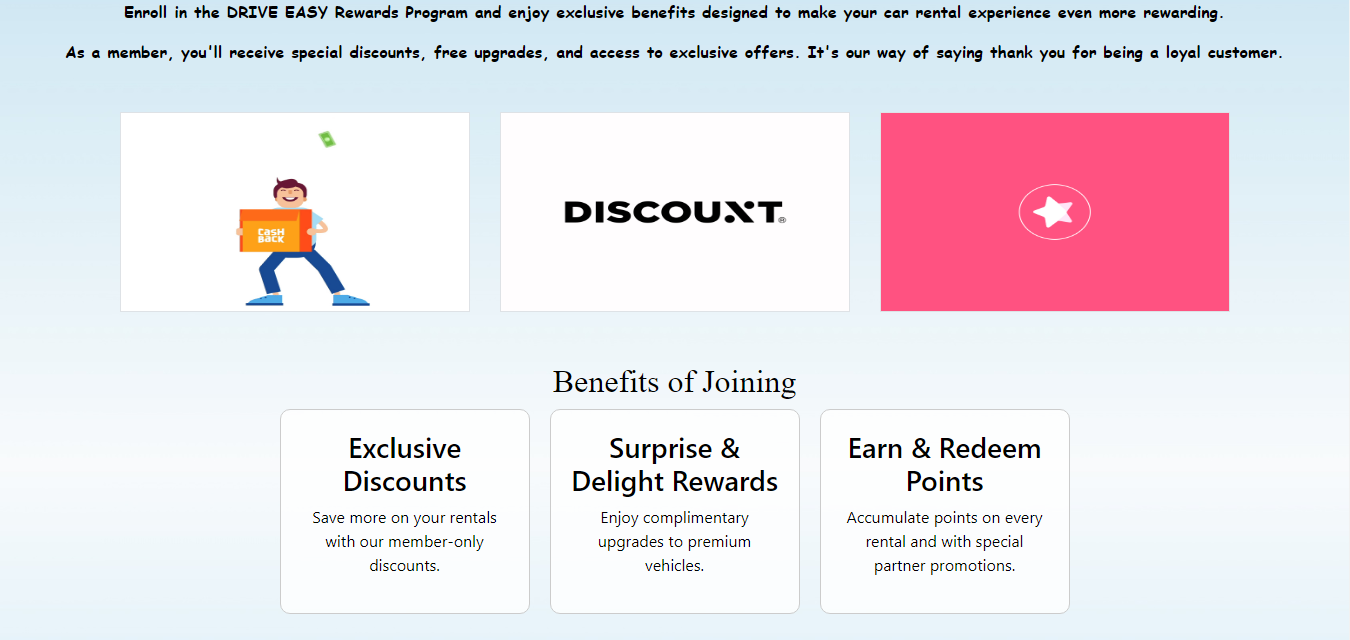 Enroll in the DRIVE EASY Rewards Program and enjoy exclusive benefits designed to make your car rental experience even more rewarding.
As a member, you'll receive special discounts, free upgrades, and access to exclusive offers. It's our way of saying thank you for being a loyal customer.
CASH
BACK
DISCOUNT®
Benefits of Joining
Exclusive
Discounts
Save more on your rentals
with our member-only
discounts.
Surprise &
Delight Rewards
Enjoy complimentary
upgrades to premium
vehicles.
Earn & Redeem
Points
Accumulate points on every
rental and with special
partner promotions.